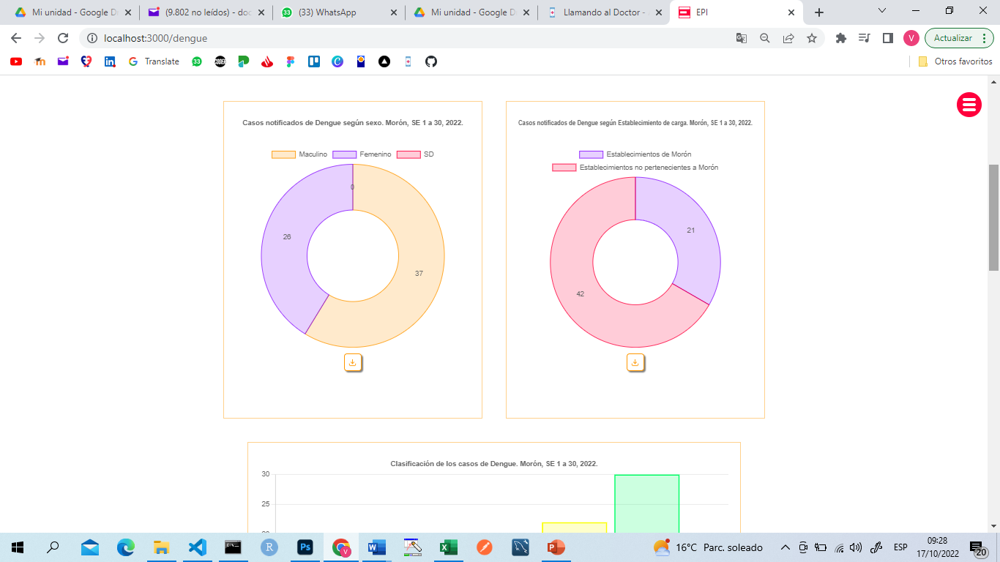 Mi unidad - Google D
(9.802 no leídos) - doc
33
(33) WhatsApp
Mi unidad - Google D
Llamando al Doctor -
EPI
localhost:3000/dengue
V
Actualizar
Translate
33
Otros favoritos
Casos notificados de Dengue según sexo. Morón, SE 1 a 30, 2022.
Maculino Femenino SD
0
26
37
Casos notificados de Dengue según Establecimiento de carga. Morón, SE 1 a 30, 2022.
Establecimientos de Morón
Establecimientos no pertenecientes a Morón
21
42
Clasificación de los casos de Dengue. Morón, SE 1 a 30, 2022.
30
25
R
Ps
V
W
X
P
16°C Parc. soleado
ESP
09:28
17/10/2022
20